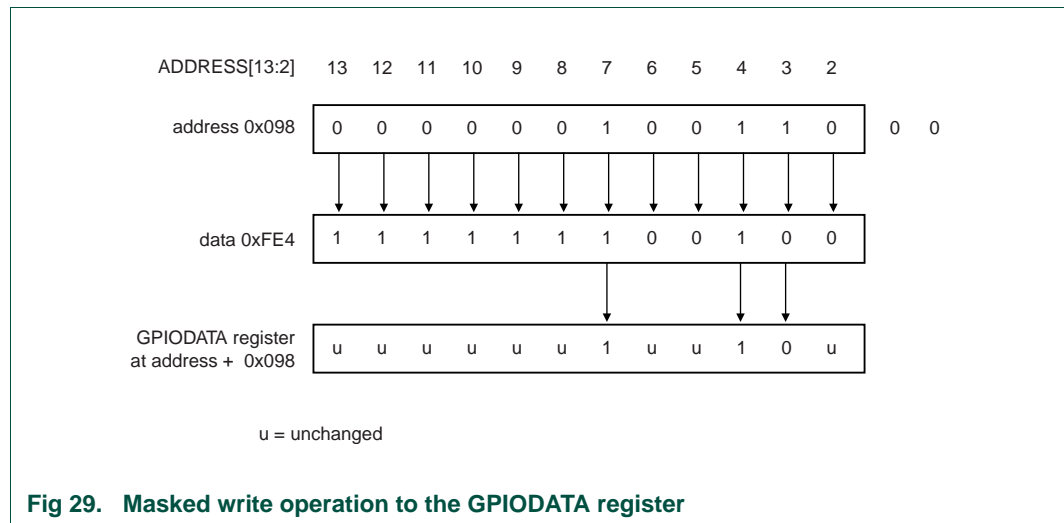 ADDRESS[13:2] 13 12 11 10 9 8 7 6 5 4 3 2
address 0x098 0 0 0 0 0 0 1 0 0 1 1 0 0 0
data 0xFE4 1 1 1 1 1 1 1 0 0 1 0 0
GPIODATA register
at address + 0x098
u u u u u u 1 u u 1 0 u
u = unchanged
Fig 29. Masked write operation to the GPIODATA register